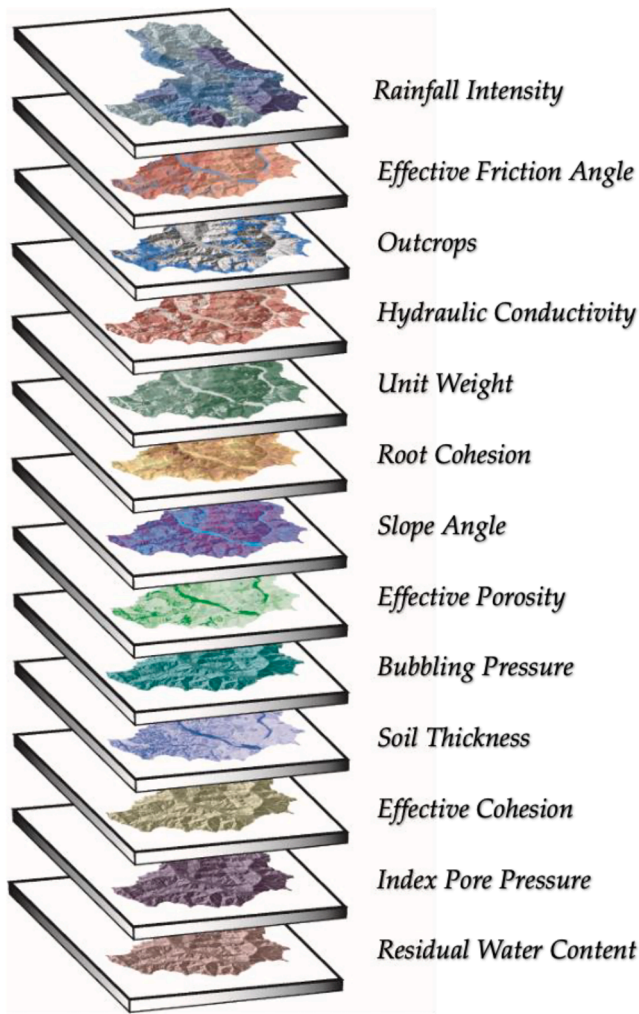 Rainfall Intensity
Effective Friction Angle
Outcrops
Hydraulic Conductivity
Unit Weight
Root Cohesion
Slope Angle
Effective Porosity
Bubbling Pressure
Soil Thickness
Effective Cohesion
Index Pore Pressure
Residual Water Content